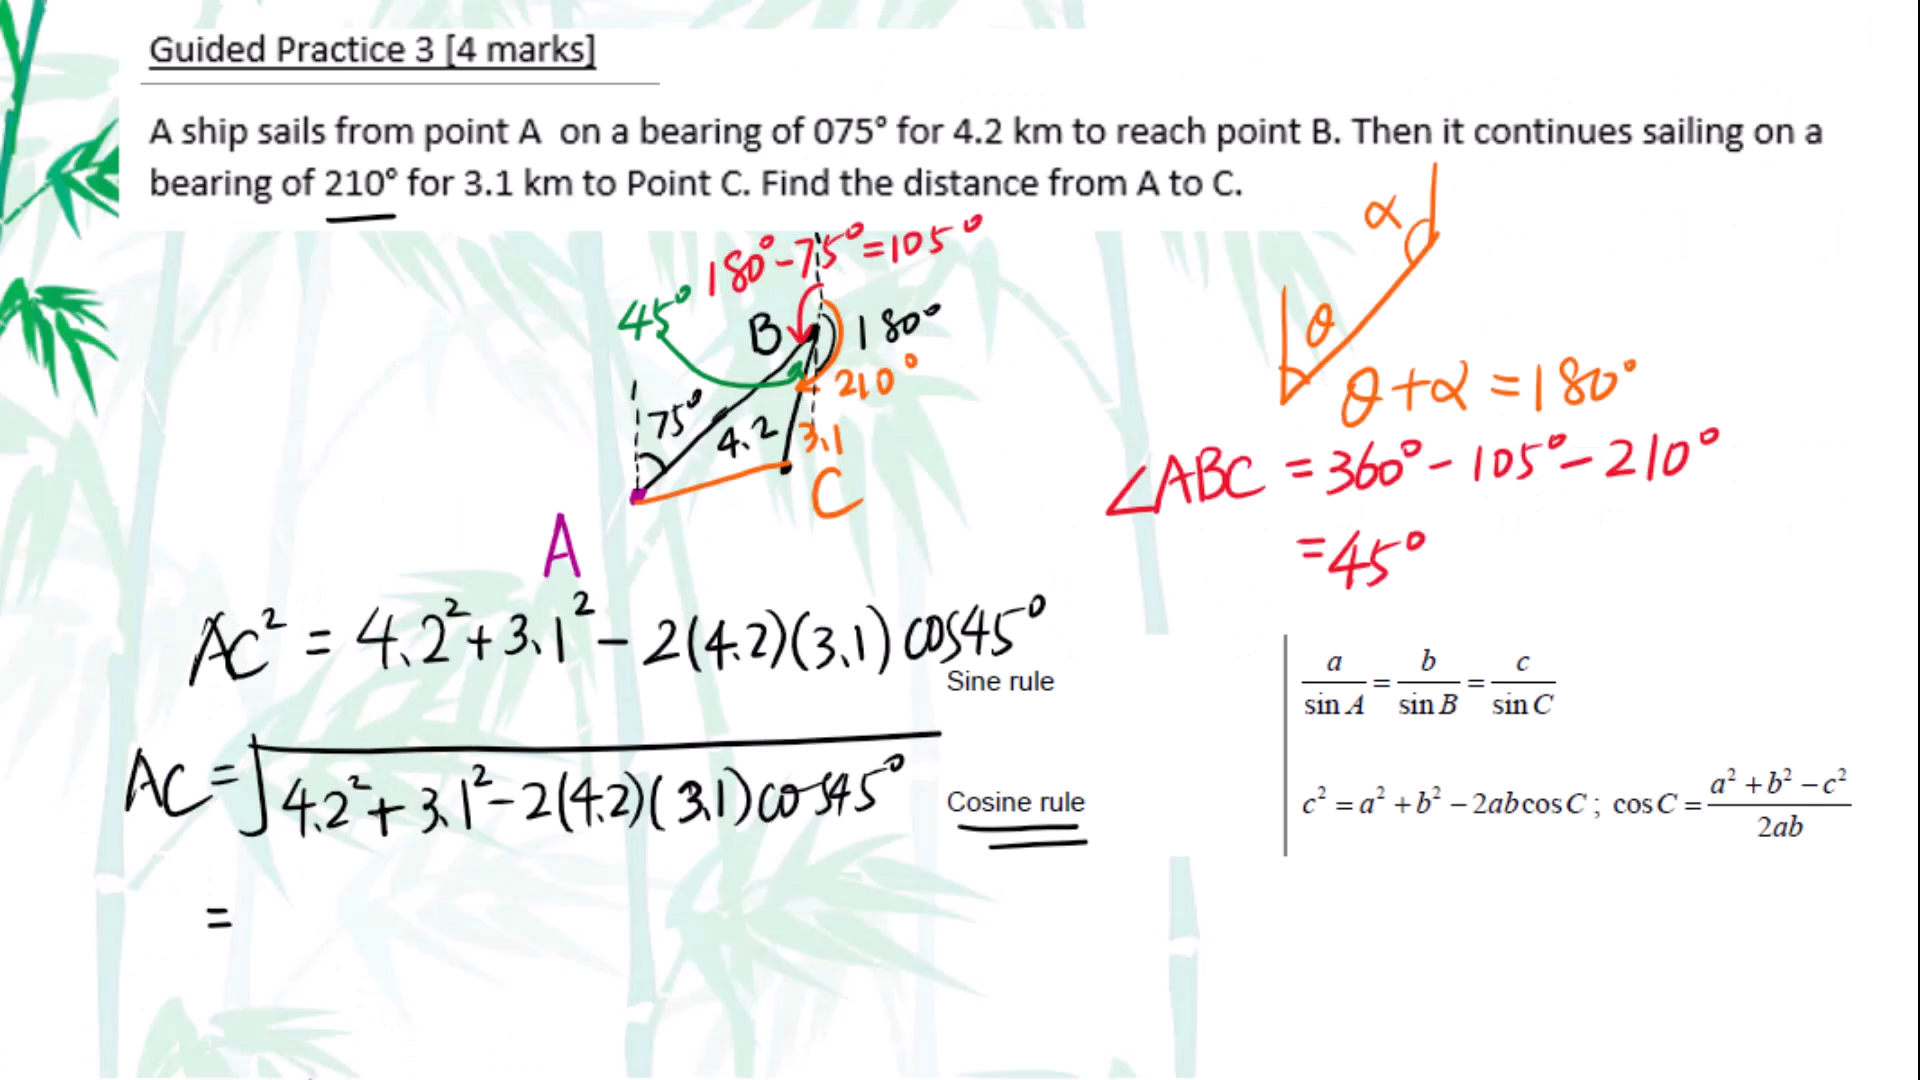 Guided Practice 3 [4 marks]
A ship sails from point A on a bearing of 075° for 4.2 km to reach point B. Then it continues sailing on a
bearing of 210° for 3.1 km to Point C. Find the distance from A to C.
180°-75°=105°
45°
B
180°
210°
75°
4.2
3.1
C
A
α
θ
θ+α=180°
∠ABC = 360° - 105° - 210°
= 45°
AC² = 4.2² + 3.1² - 2(4.2)(3.1) cos45°
Sine rule
a/sin A = b/sin B = c/sin C
AC = √(4.2² + 3.1² - 2(4.2)(3.1)cos45°)
Cosine rule
c² = a² + b² − 2ab cos C ; cos C = (a² + b² − c²)/2ab
=